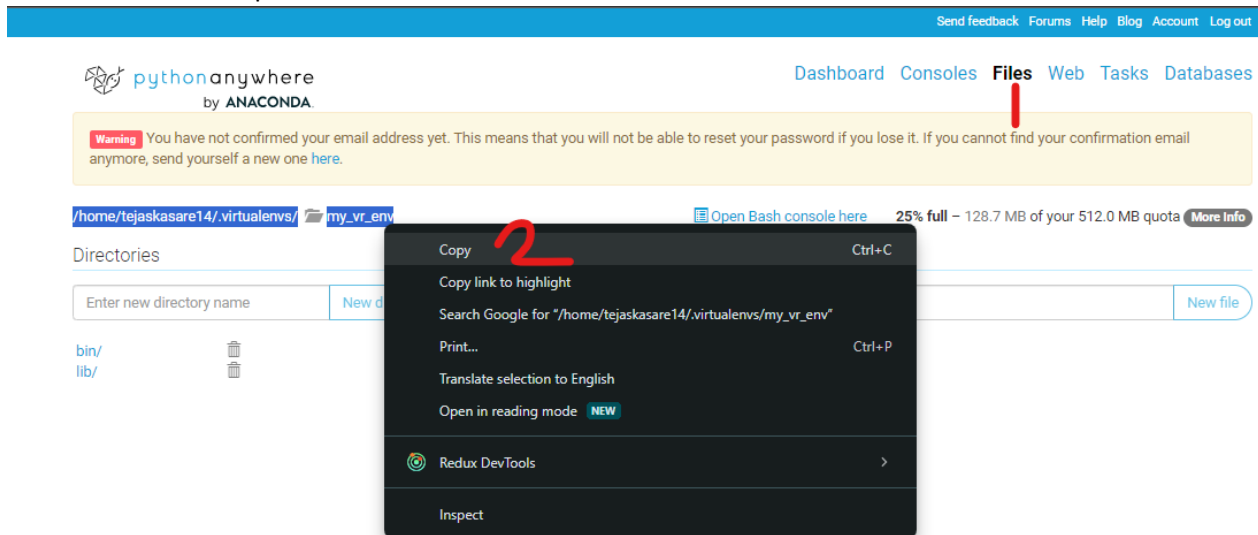 Send feedback Forums Help Blog Account Log out
pythonanywhere
by ANACONDA.
Dashboard Consoles Files Web Tasks Databases
Warning You have not confirmed your email address yet. This means that you will not be able to reset your password if you lose it. If you cannot find your confirmation email
anymore, send yourself a new one here.
/home/tejaskasare14/.virtualenvs/ my_vr_env
Open Bash console here 25% full – 128.7 MB of your 512.0 MB quota More Info
Directories
Enter new directory name New d
New file
bin/
lib/
Copy Ctrl+C
2
Copy link to highlight
Search Google for "/home/tejaskasare14/.virtualenvs/my_vr_env"
Print... Ctrl+P
Translate selection to English
Open in reading mode NEW
Redux DevTools
Inspect